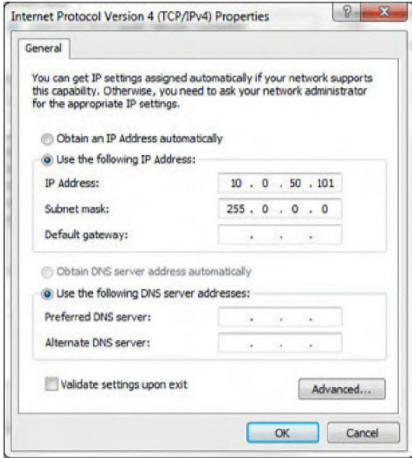 Internet Protocol Version 4 (TCP/IPv4) Properties
General
You can get IP settings assigned automatically if your network supports
this capability. Otherwise, you need to ask your network administrator
for the appropriate IP settings.
Obtain an IP Address automatically
Use the following IP Address:
IP Address: 10 . 0 . 50 . 101
Subnet mask: 255 . 0 . 0 . 0
Default gateway: . . .
Obtain DNS server address automatically
Use the following DNS server addresses:
Preferred DNS server: . . .
Alternate DNS server: . . .
Validate settings upon exit
Advanced...
OK Cancel